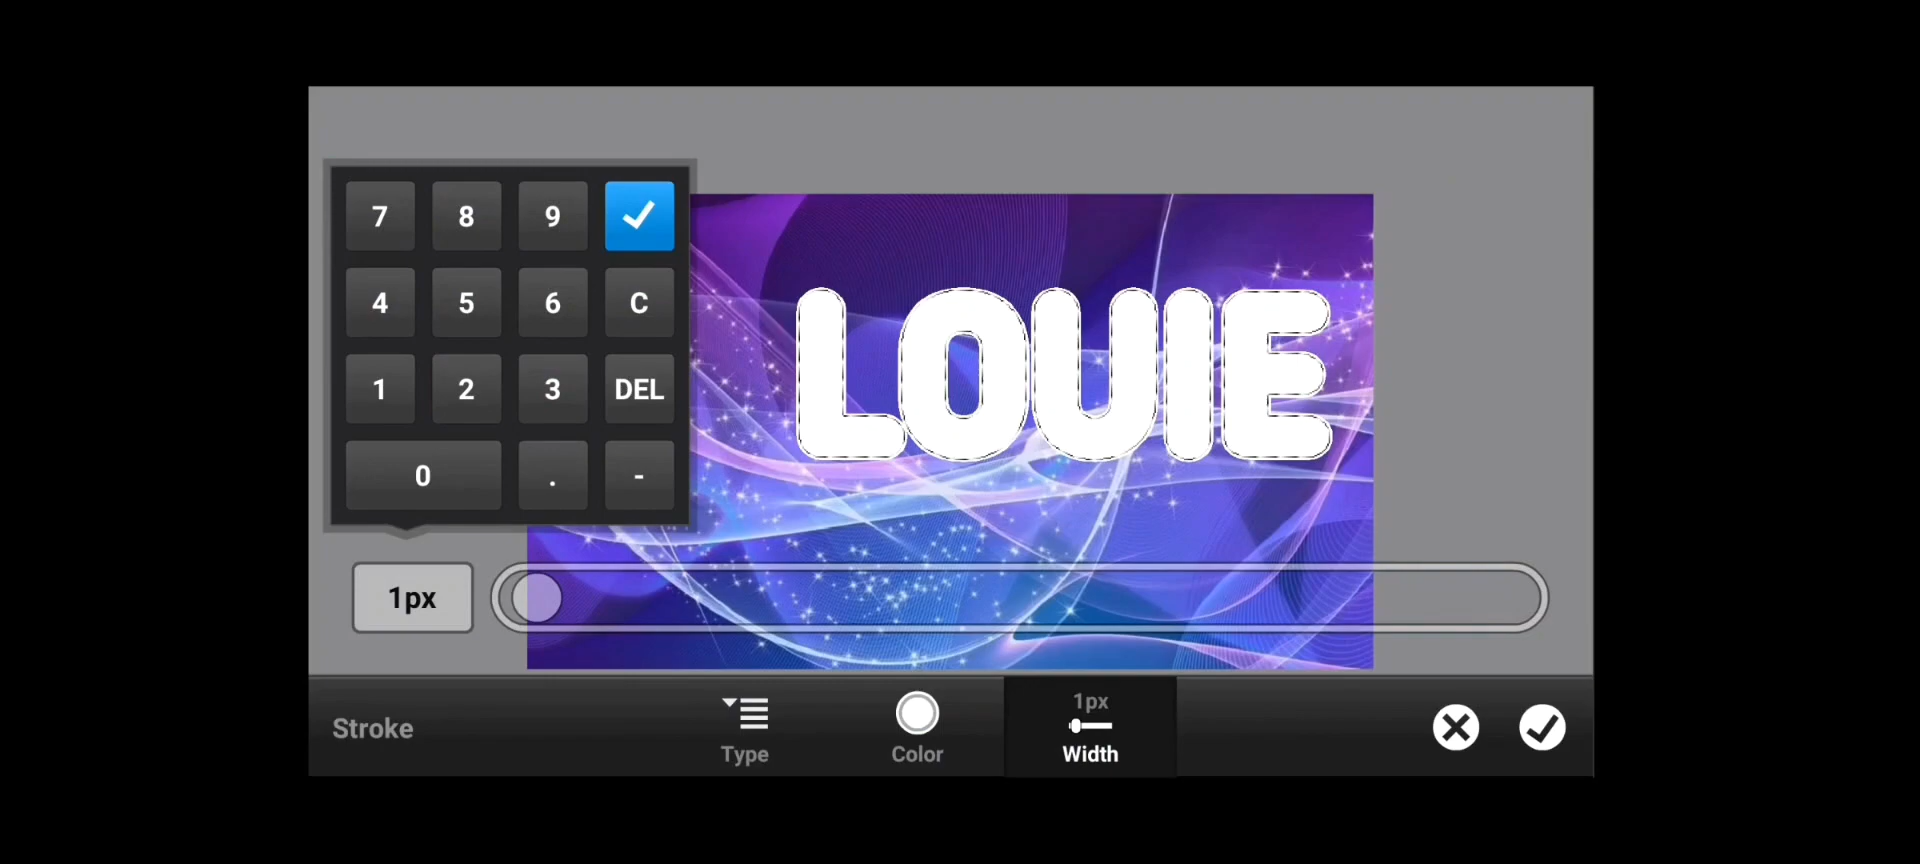 7 8 9
4 5 6 C
1 2 3 DEL
0 . -
LOUIE
1px
Stroke
Type
Color
1px
Width